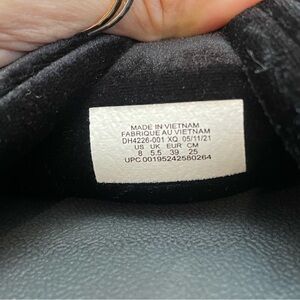 MADE IN VIETNAM
FABRIQUE AU VIETNAM
DH4226-001 XQ 05/11/21
US UK EUR CM
8 5.5 39 25
UPC 00195242580264